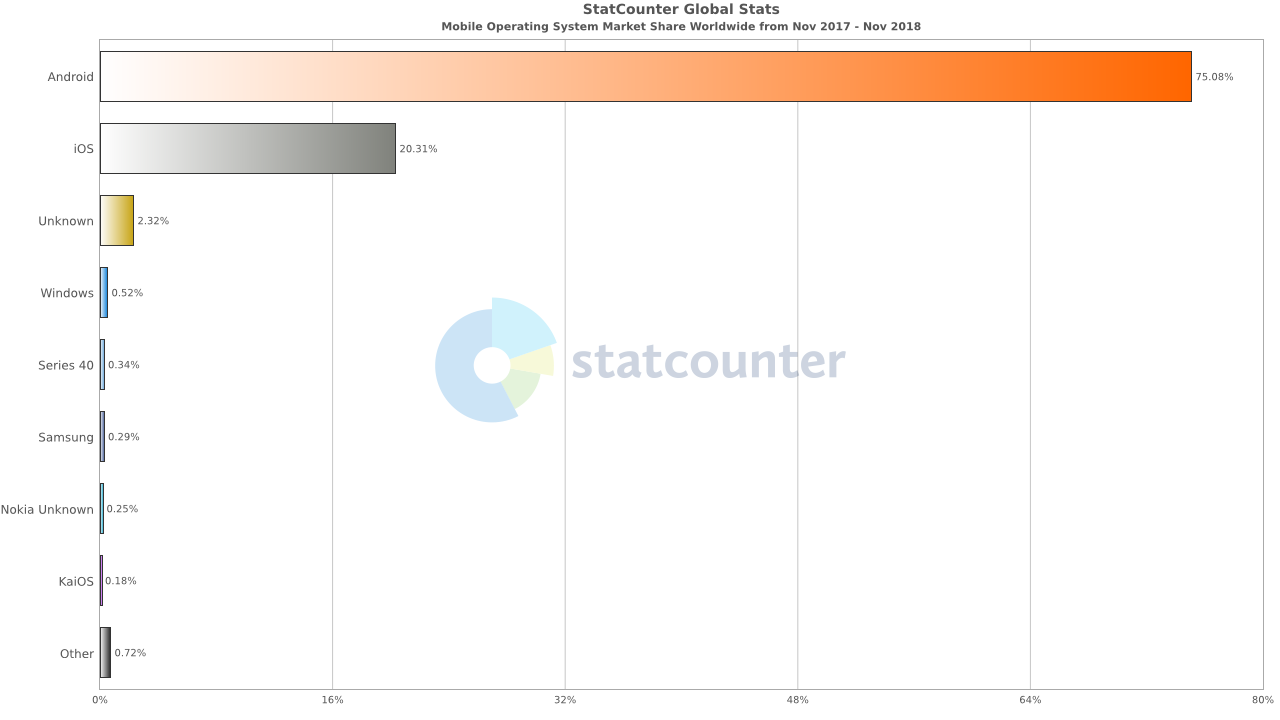 StatCounter Global Stats
Mobile Operating System Market Share Worldwide from Nov 2017 - Nov 2018
Android 75.08%
iOS 20.31%
Unknown 2.32%
Windows 0.52%
Series 40 0.34%
statcounter
Samsung 0.29%
Nokia Unknown 0.25%
KaiOS 0.18%
Other 0.72%
0% 16% 32% 48% 64% 80%